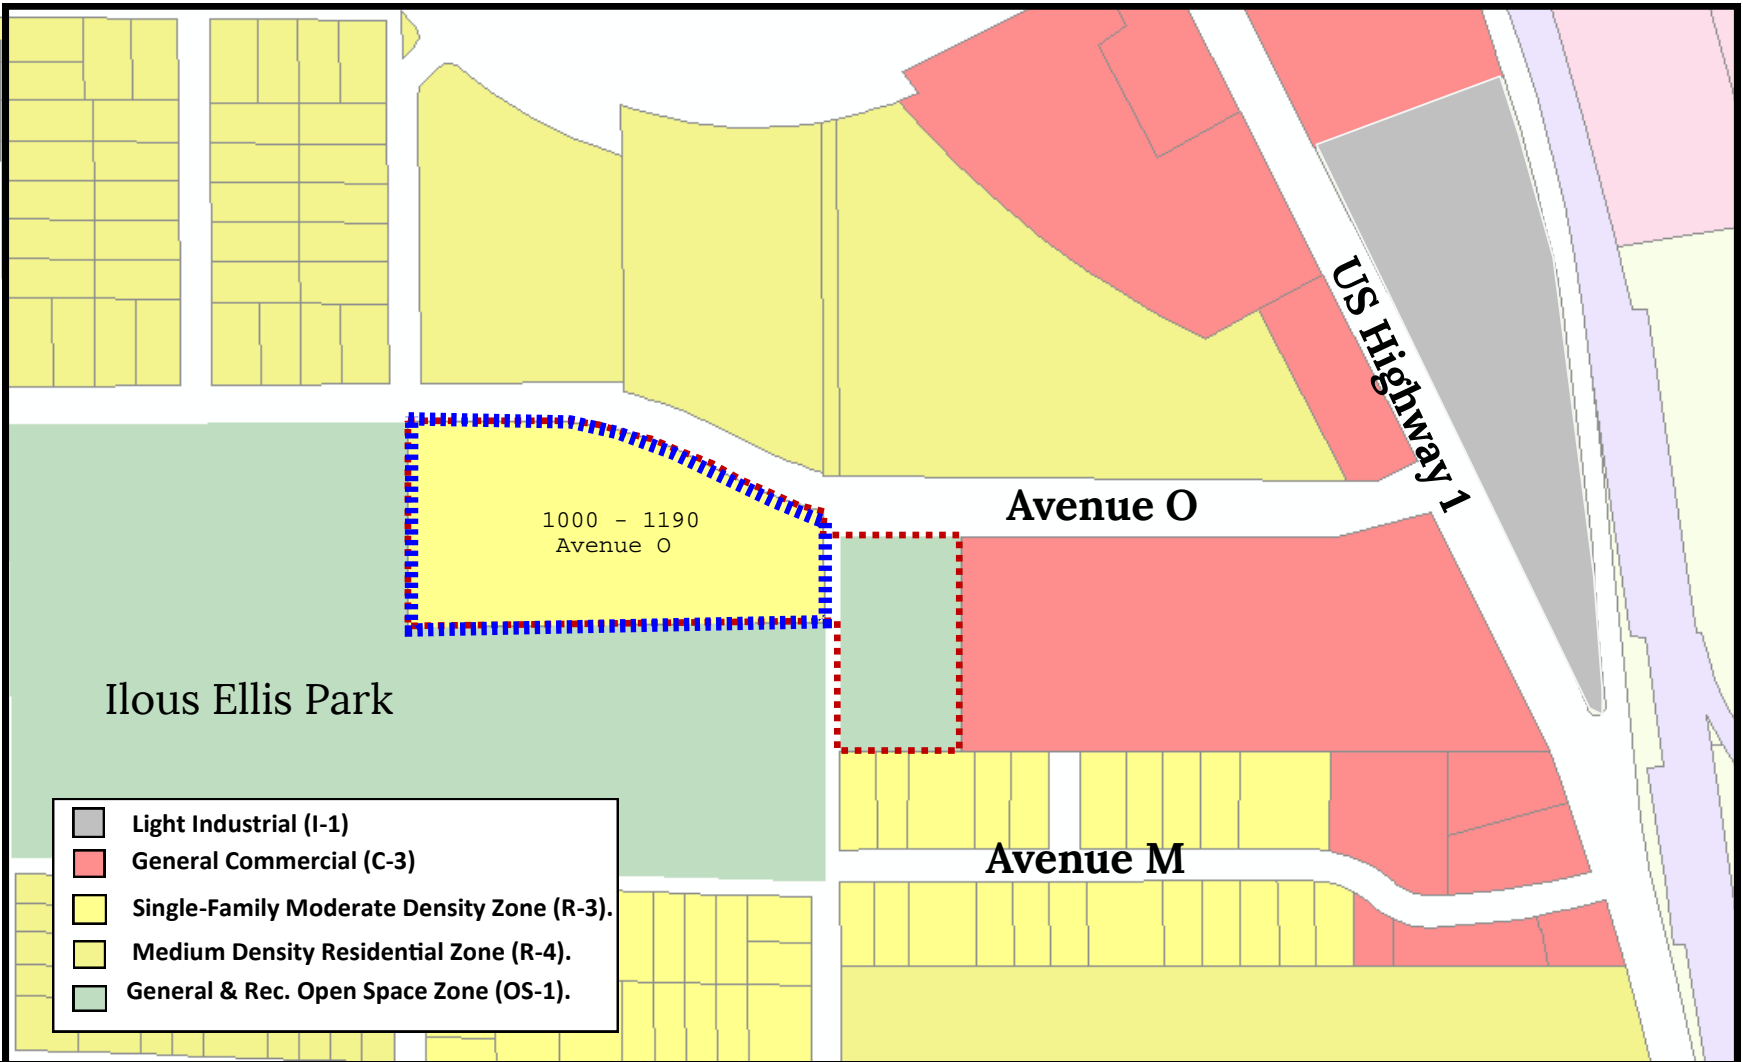 US Highway 1
Avenue O
1000 - 1190
Avenue O
Ilous Ellis Park
Avenue M
Light Industrial (I-1)
General Commercial (C-3)
Single-Family Moderate Density Zone (R-3).
Medium Density Residential Zone (R-4).
General & Rec. Open Space Zone (OS-1).